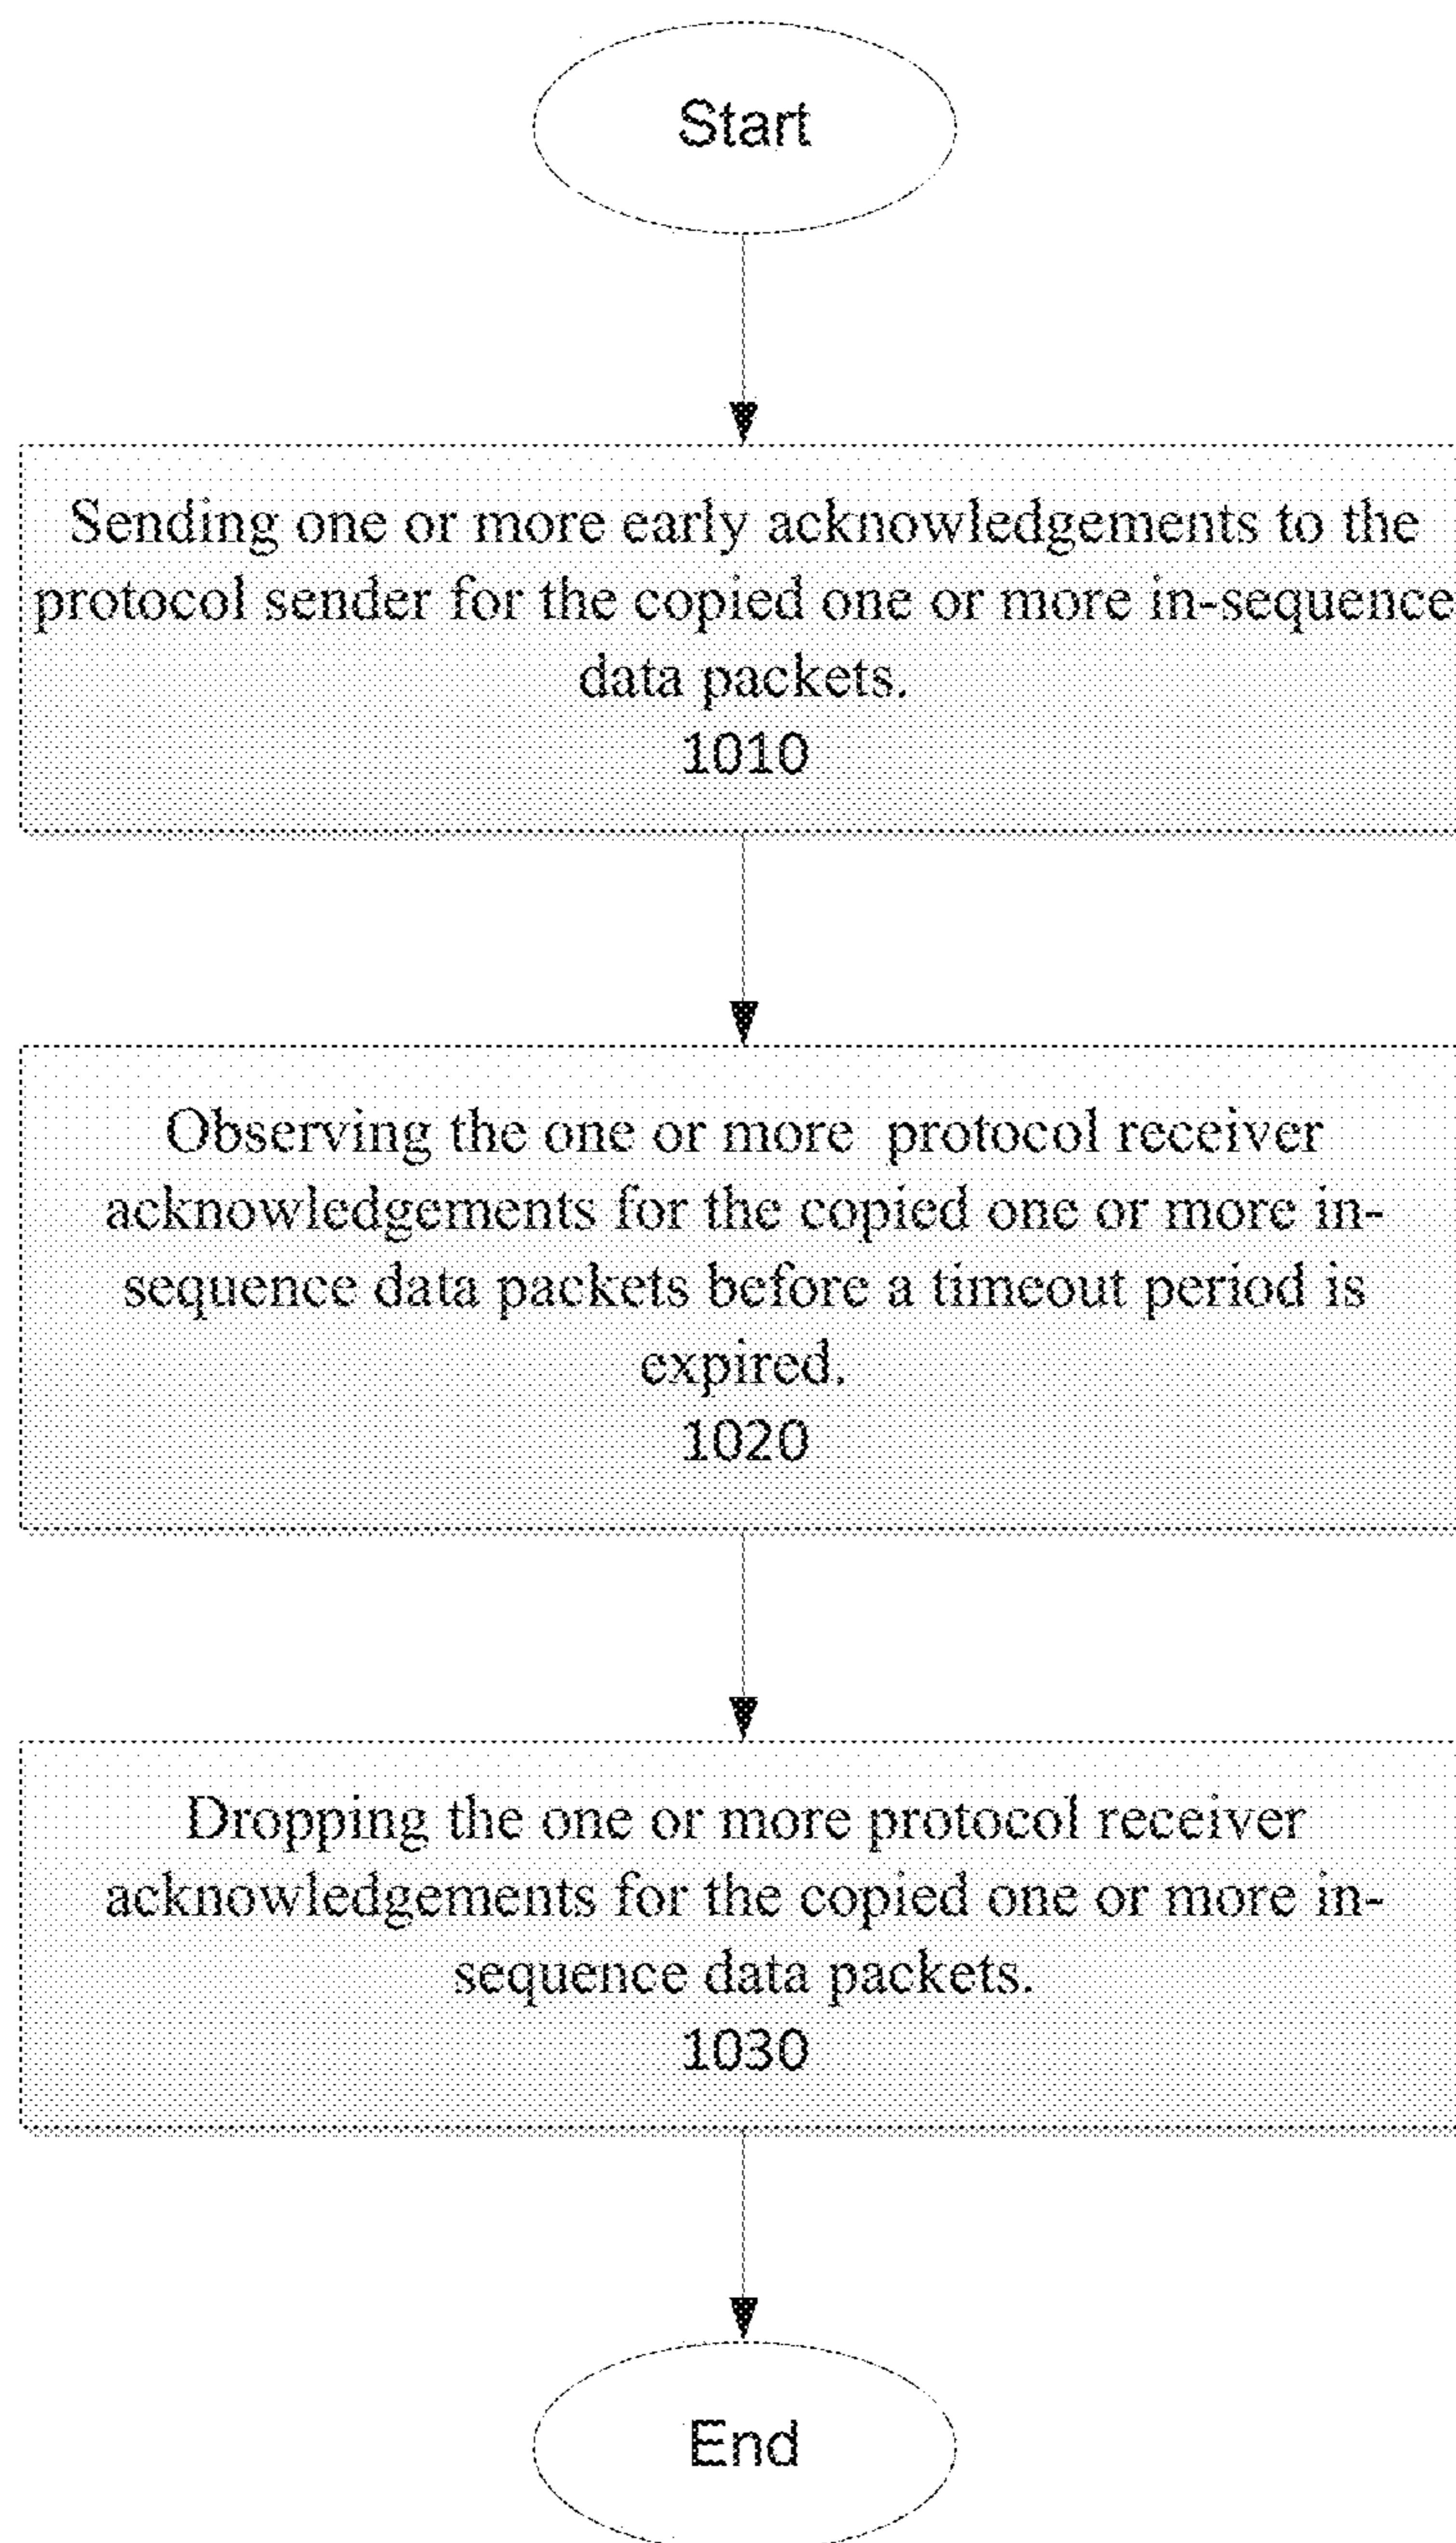 Start
Sending one or more early acknowledgements to the
protocol sender for the copied one or more in-sequence
data packets.
1010
Observing the one or more protocol receiver
acknowledgements for the copied one or more in-
sequence data packets before a timeout period is
expired.
1020
Dropping the one or more protocol receiver
acknowledgements for the copied one or more in-
sequence data packets.
1030
End